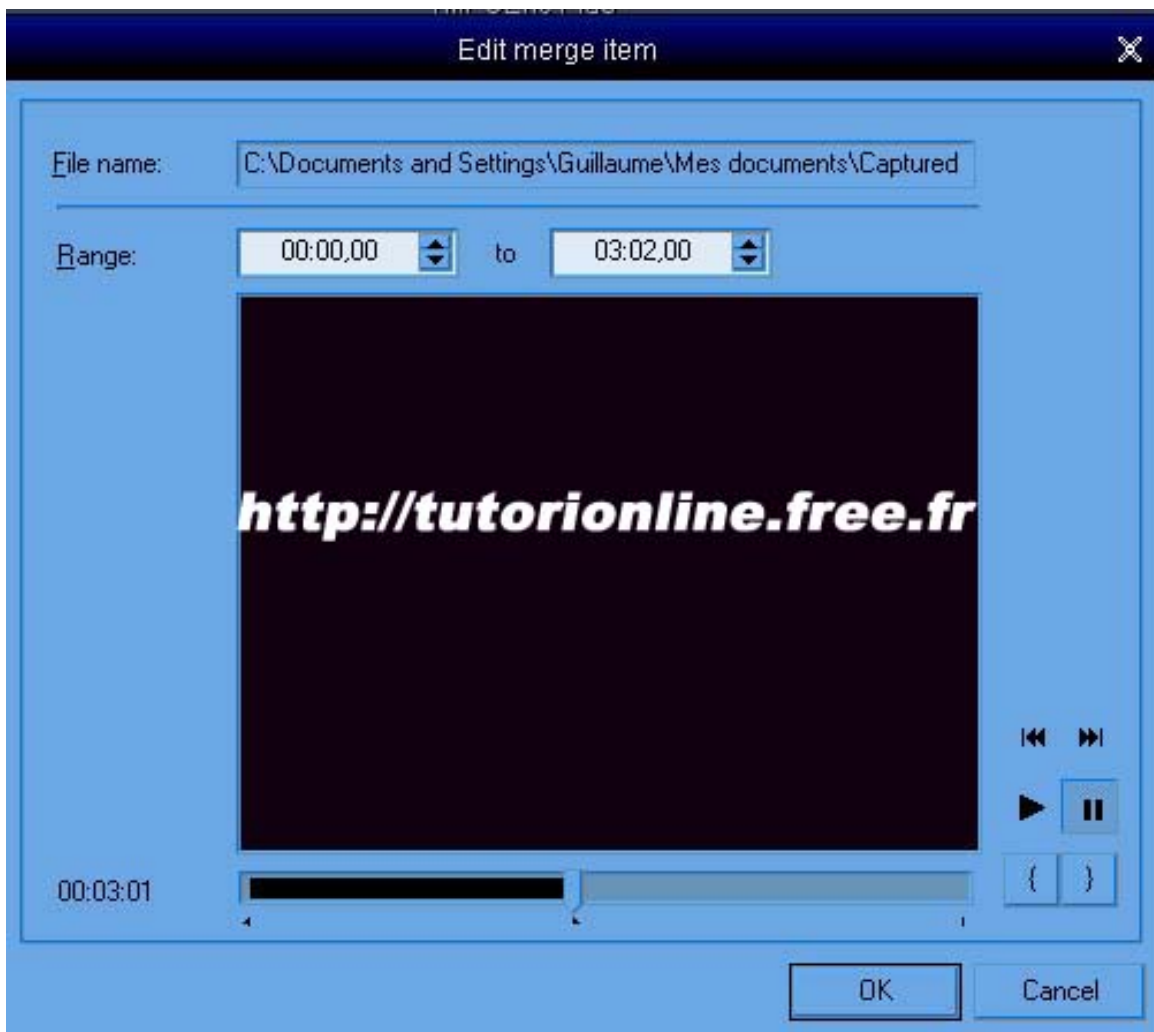 Edit merge item
File name: C:\Documents and Settings\Guillaume\Mes documents\Captured
Range: 00:00,00 to 03:02,00
http://tutorionline.free.fr
{ }
00:03:01
OK Cancel